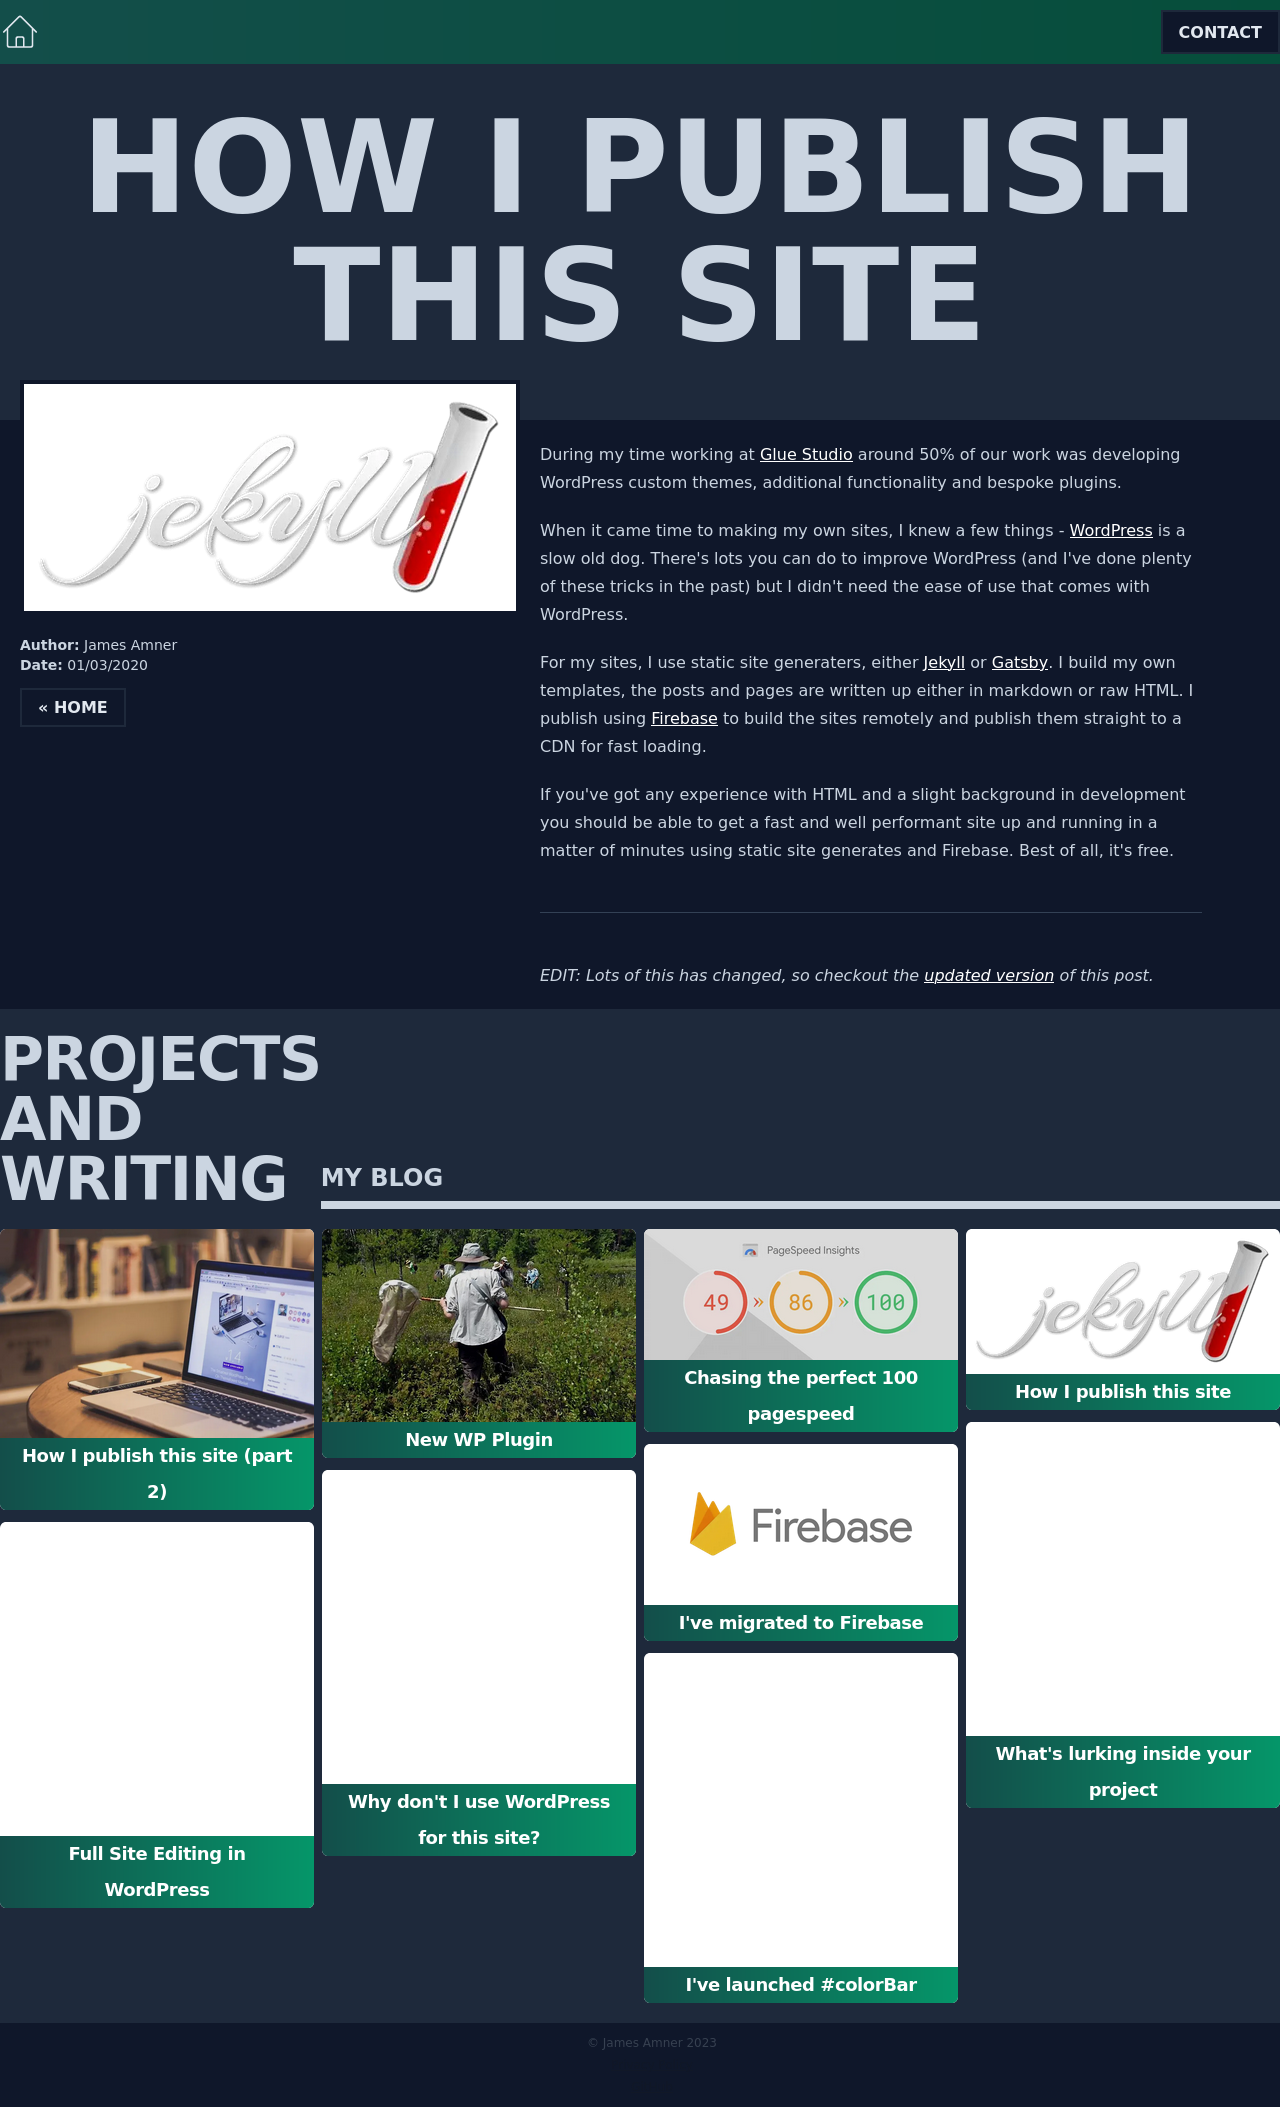 CONTACT
HOW I PUBLISH
THIS SITE
jekyll
Author: James Amner
Date: 01/03/2020
« HOME
During my time working at Glue Studio around 50% of our work was developing
WordPress custom themes, additional functionality and bespoke plugins.
When it came time to making my own sites, I knew a few things - WordPress is a
slow old dog. There's lots you can do to improve WordPress (and I've done plenty
of these tricks in the past) but I didn't need the ease of use that comes with
WordPress.
For my sites, I use static site generaters, either Jekyll or Gatsby. I build my own
templates, the posts and pages are written up either in markdown or raw HTML. I
publish using Firebase to build the sites remotely and publish them straight to a
CDN for fast loading.
If you've got any experience with HTML and a slight background in development
you should be able to get a fast and well performant site up and running in a
matter of minutes using static site generates and Firebase. Best of all, it's free.
EDIT: Lots of this has changed, so checkout the updated version of this post.
PROJECTS
AND
WRITING
MY BLOG
How I publish this site (part
2)
Full Site Editing in
WordPress
New WP Plugin
Why don't I use WordPress
for this site?
PageSpeed Insights
49 » 86 » 100
Chasing the perfect 100
pagespeed
Firebase
I've migrated to Firebase
I've launched #colorBar
jekyll
How I publish this site
What's lurking inside your
project
© James Amner 2023